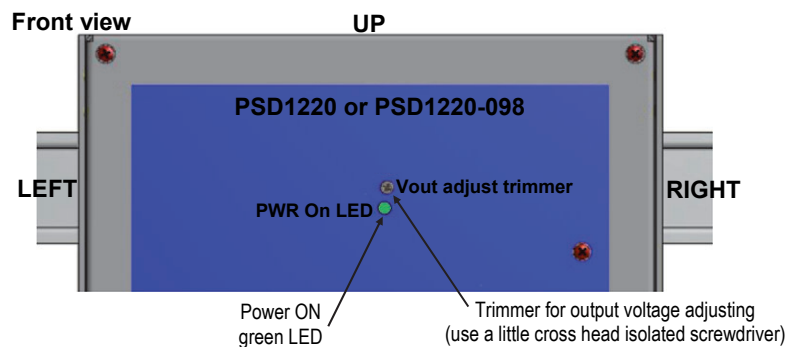 Front view
UP
PSD1220 or PSD1220-098
LEFT
Vout adjust trimmer
RIGHT
PWR On LED
Power ON
green LED
Trimmer for output voltage adjusting
(use a little cross head isolated screwdriver)